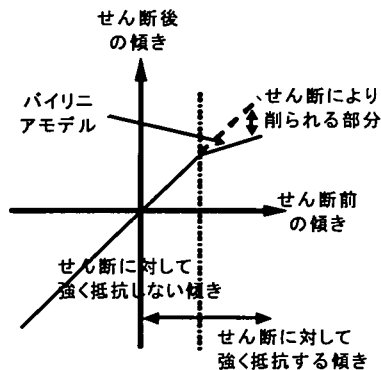 せん断後
の傾き
バイリニ
アモデル
せん断により
削られる部分
せん断前
の傾き
せん断に対して
強く抵抗しない傾き
せん断に対して
強く抵抗する傾き